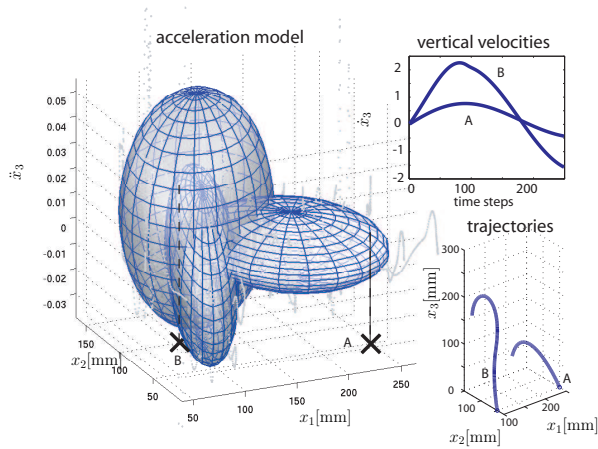 acceleration model
ẍ₃
0.05
0.04
0.03
0.02
0.01
0
-0.01
-0.02
-0.03
150
100
50
x₂[mm]
50
100
150
200
250
x₁[mm]
B
A
vertical velocities
ẋ₃
2
1
0
-1
-2
0
100
200
B
A
time steps
trajectories
x₃[mm]
300
200
100
0
B
A
100
x₂[mm]
100
200
x₁[mm]